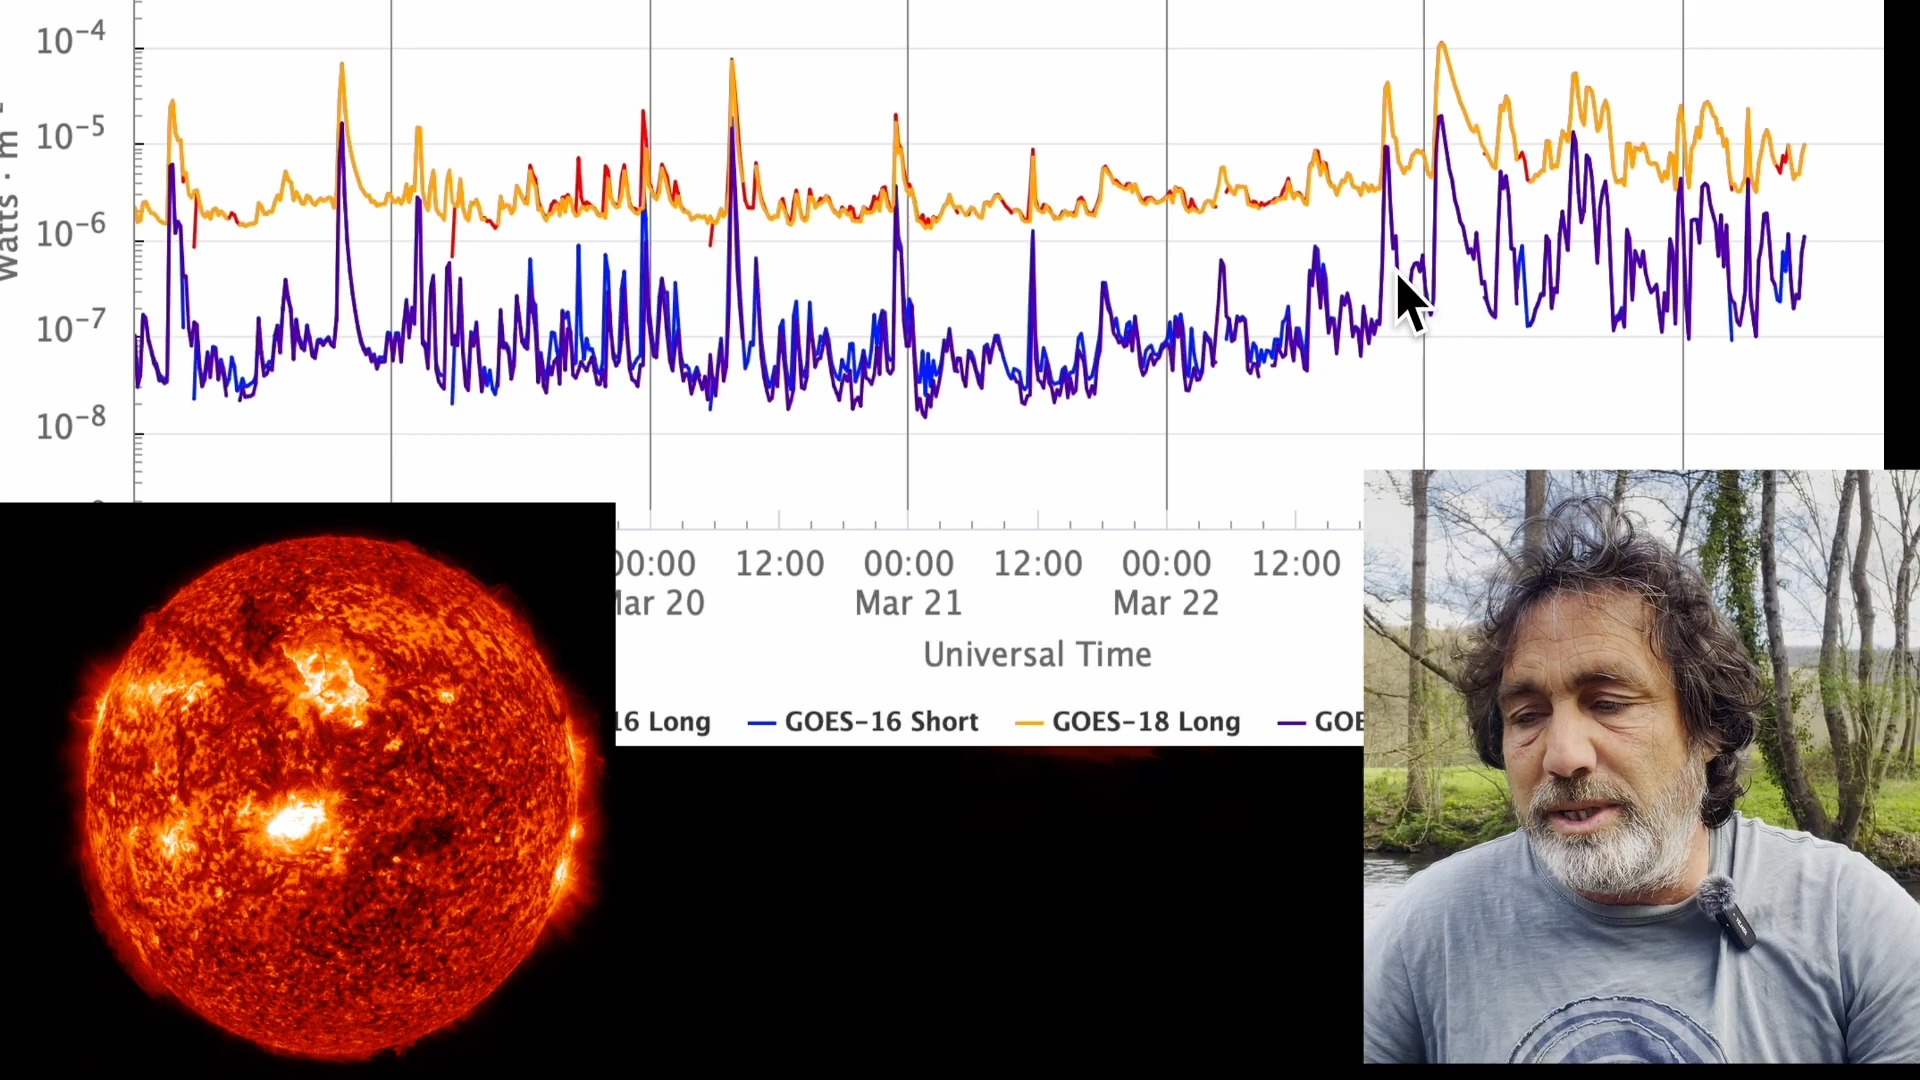 10−4
10−5
10−6
10−7
10−8
Watts · m
00:00 12:00 00:00 12:00 00:00 12:00
Mar 20 Mar 21 Mar 22
Universal Time
16 Long GOES−16 Short GOES−18 Long GOE